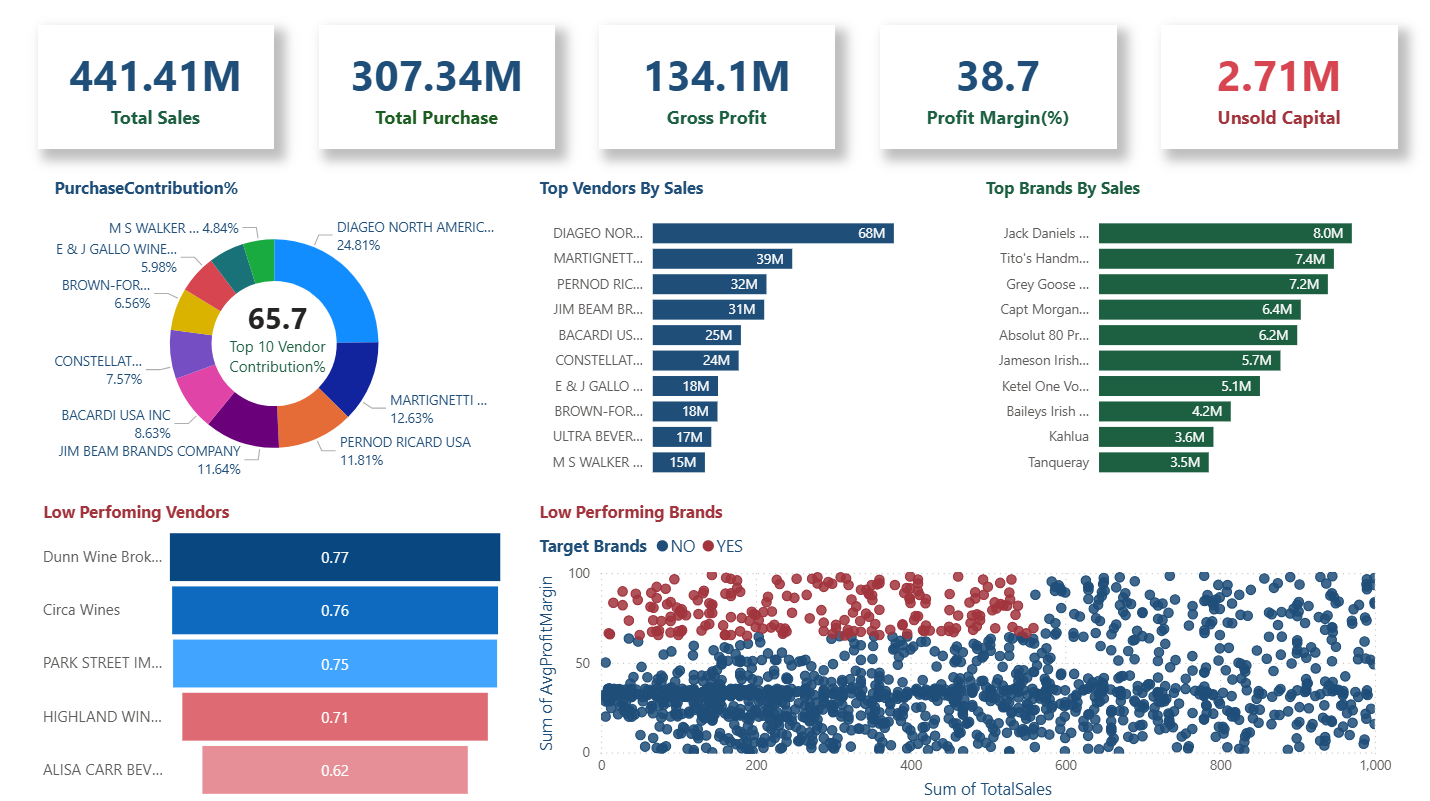 441.41M
Total Sales
307.34M
Total Purchase
134.1M
Gross Profit
38.7
Profit Margin(%)
2.71M
Unsold Capital
PurchaseContribution%
DIAGEO NORTH AMERIC...
24.81%
MARTIGNETTI ...
12.63%
PERNOD RICARD USA
11.81%
JIM BEAM BRANDS COMPANY
11.64%
BACARDI USA INC
8.63%
CONSTELLAT...
7.57%
BROWN-FOR...
6.56%
E & J GALLO WINE...
5.98%
M S WALKER ... 4.84%
65.7
Top 10 Vendor
Contribution%
Top Vendors By Sales
DIAGEO NOR... 68M
MARTIGNETT... 39M
PERNOD RIC... 32M
JIM BEAM BR... 31M
BACARDI US... 25M
CONSTELLAT... 24M
E & J GALLO ... 18M
BROWN-FOR... 18M
ULTRA BEVER... 17M
M S WALKER ... 15M
Top Brands By Sales
Jack Daniels ... 8.0M
Tito's Handm... 7.4M
Grey Goose ... 7.2M
Capt Morgan... 6.4M
Absolut 80 Pr... 6.2M
Jameson Irish... 5.7M
Ketel One Vo... 5.1M
Baileys Irish ... 4.2M
Kahlua 3.6M
Tanqueray 3.5M
Low Perfoming Vendors
Dunn Wine Brok... 0.77
Circa Wines 0.76
PARK STREET IM... 0.75
HIGHLAND WIN... 0.71
ALISA CARR BEV... 0.62
Low Performing Brands
Target Brands NO YES
Sum of AvgProfitMargin
100
50
0
0 200 400 600 800 1,000
Sum of TotalSales